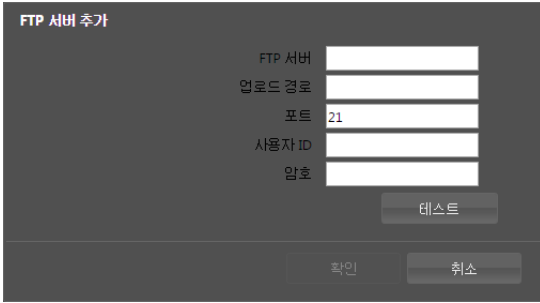 FTP 서버 추가
FTP 서버
업로드 경로
포트 21
사용자 ID
암호
테스트
확인 취소